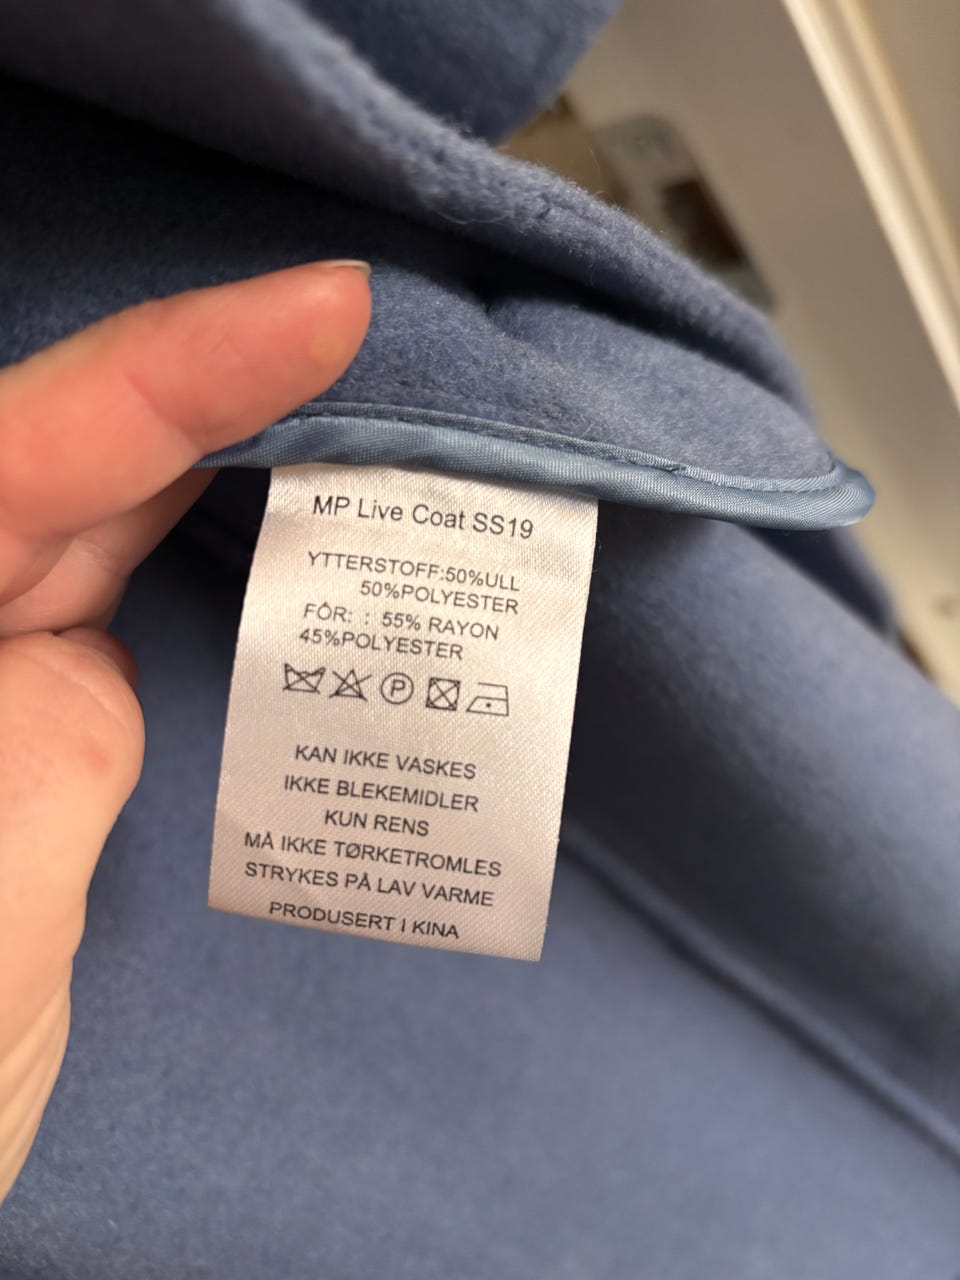 MP Live Coat SS19
YTTERSTOFF:50%ULL
50%POLYESTER
FÔR: : 55% RAYON
45%POLYESTER
P
KAN IKKE VASKES
IKKE BLEKEMIDLER
KUN RENS
MÅ IKKE TØRKETROMLES
STRYKES PÅ LAV VARME
PRODUSERT I KINA